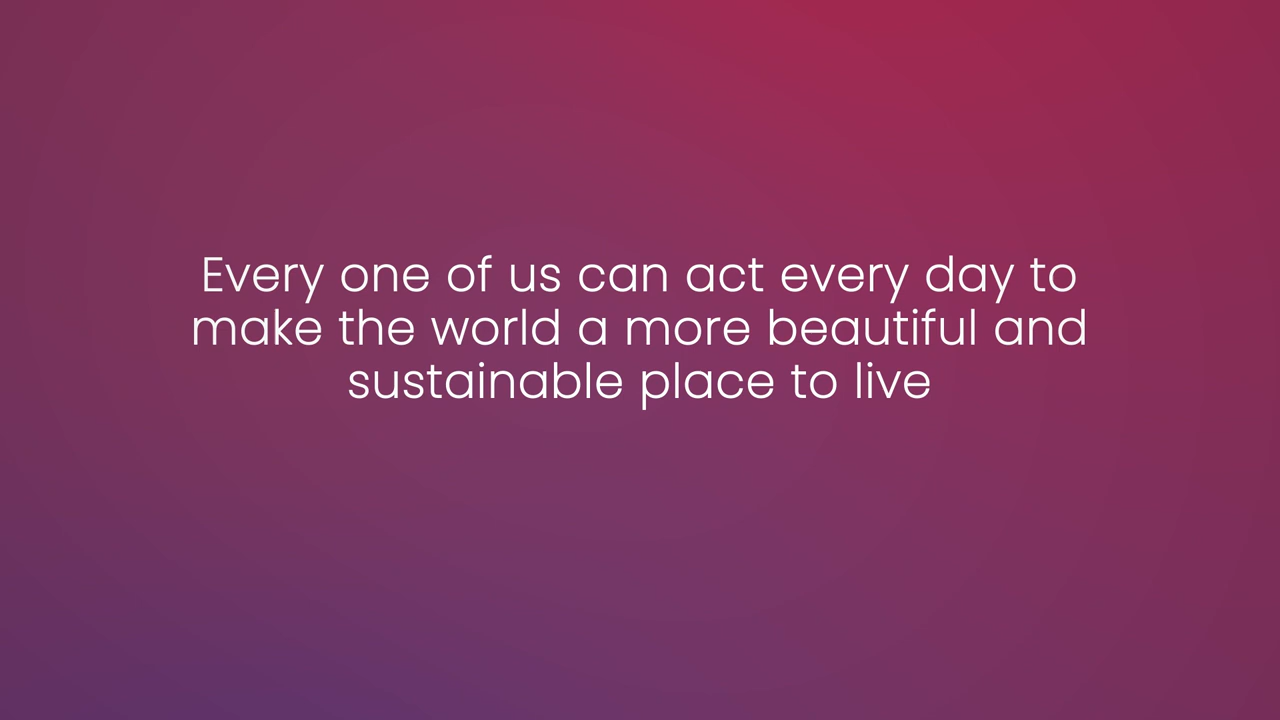 Every one of us can act every day to
make the world a more beautiful and
sustainable place to live